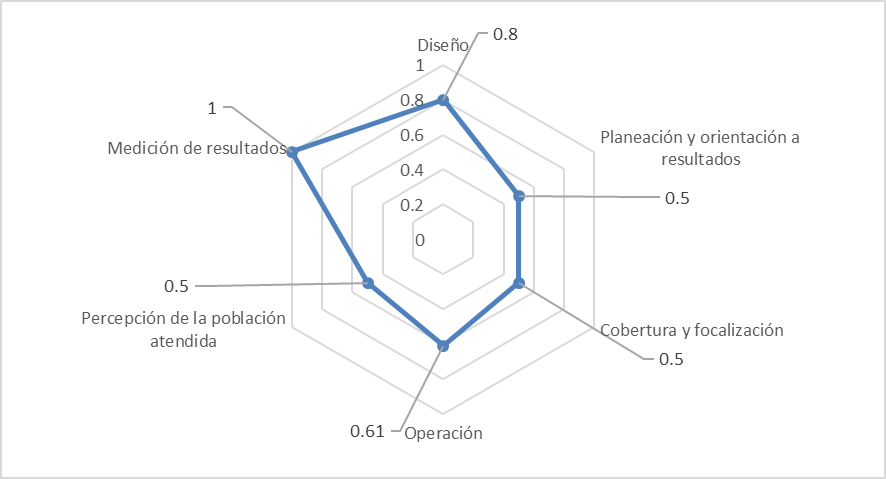 Diseño
0.8
1
0.8
0.6
0.4
0.2
0
Planeación y orientación a
resultados
0.5
Cobertura y focalización
0.5
Operación
0.61
Percepción de la población
atendida
0.5
Medición de resultados
1